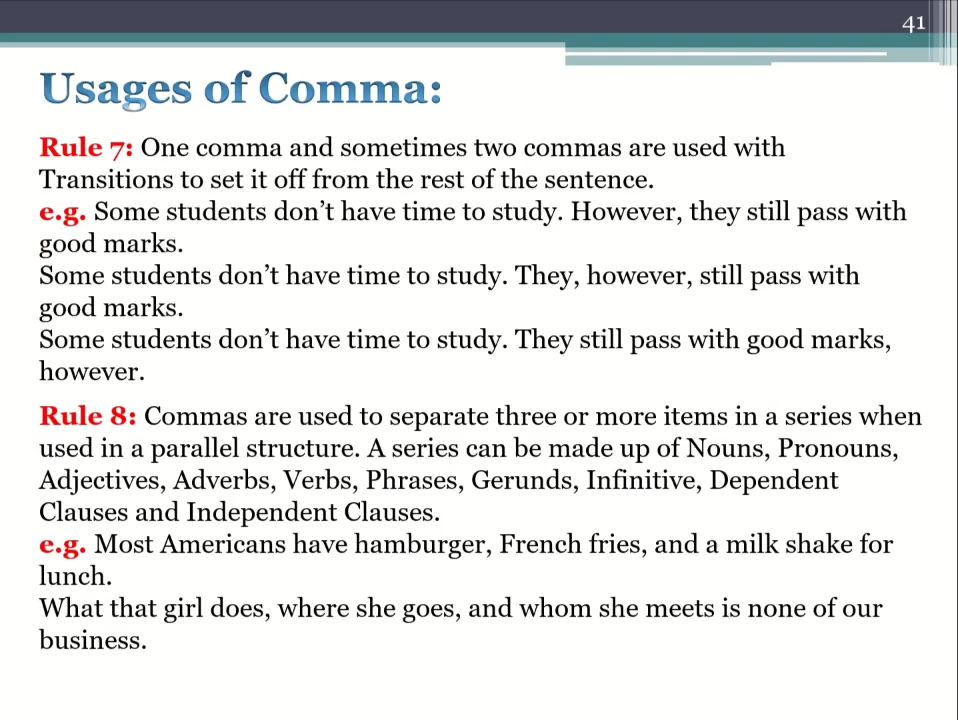 41
Usages of Comma:
Rule 7: One comma and sometimes two commas are used with
Transitions to set it off from the rest of the sentence.
e.g. Some students don’t have time to study. However, they still pass with
good marks.
Some students don’t have time to study. They, however, still pass with
good marks.
Some students don’t have time to study. They still pass with good marks,
however.
Rule 8: Commas are used to separate three or more items in a series when
used in a parallel structure. A series can be made up of Nouns, Pronouns,
Adjectives, Adverbs, Verbs, Phrases, Gerunds, Infinitive, Dependent
Clauses and Independent Clauses.
e.g. Most Americans have hamburger, French fries, and a milk shake for
lunch.
What that girl does, where she goes, and whom she meets is none of our
business.